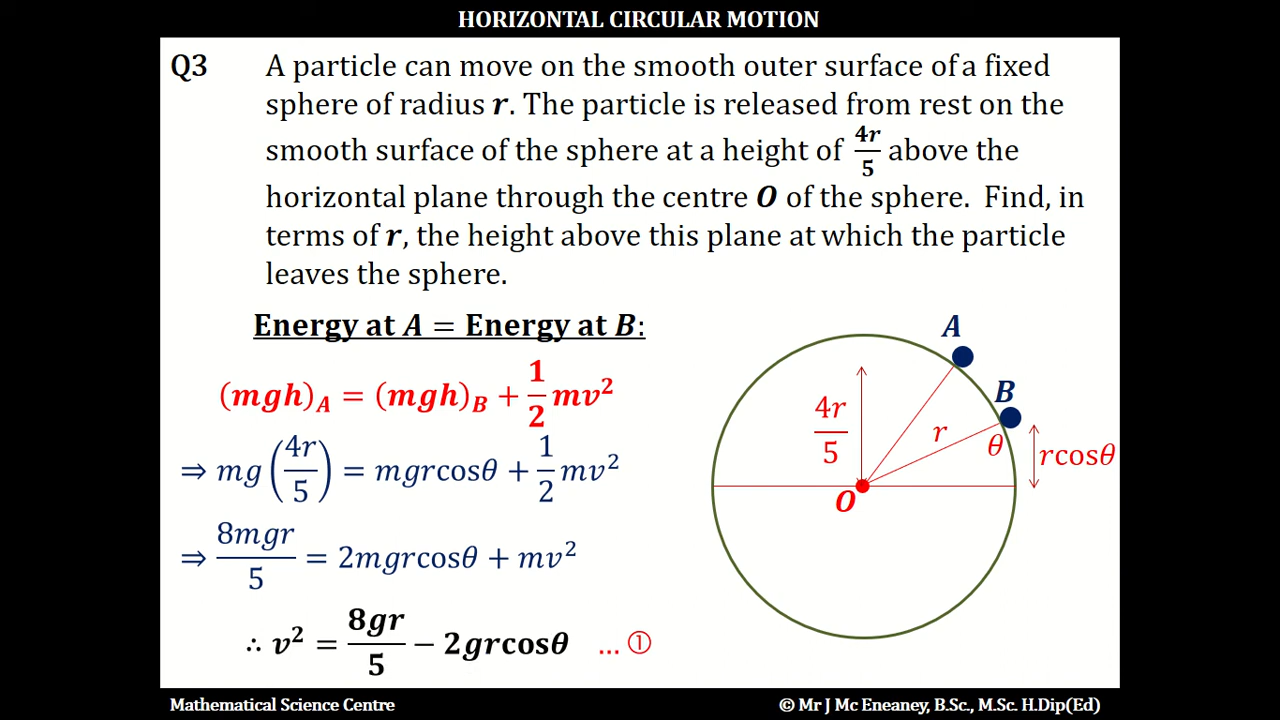 HORIZONTAL CIRCULAR MOTION
Q3 A particle can move on the smooth outer surface of a fixed
sphere of radius r. The particle is released from rest on the
smooth surface of the sphere at a height of 4r/5 above the
horizontal plane through the centre O of the sphere. Find, in
terms of r, the height above this plane at which the particle
leaves the sphere.
Energy at A = Energy at B:
(mgh)_A = (mgh)_B + 1/2 mv²
⇒ mg(4r/5) = mgrcosθ + 1/2 mv²
⇒ 8mgr/5 = 2mgrcosθ + mv²
∴ v² = 8gr/5 − 2grcosθ ... ①
A
B
4r/5
r
θ
rcosθ
O
Mathematical Science Centre
© Mr J Mc Eneaney, B.Sc., M.Sc. H.Dip(Ed)